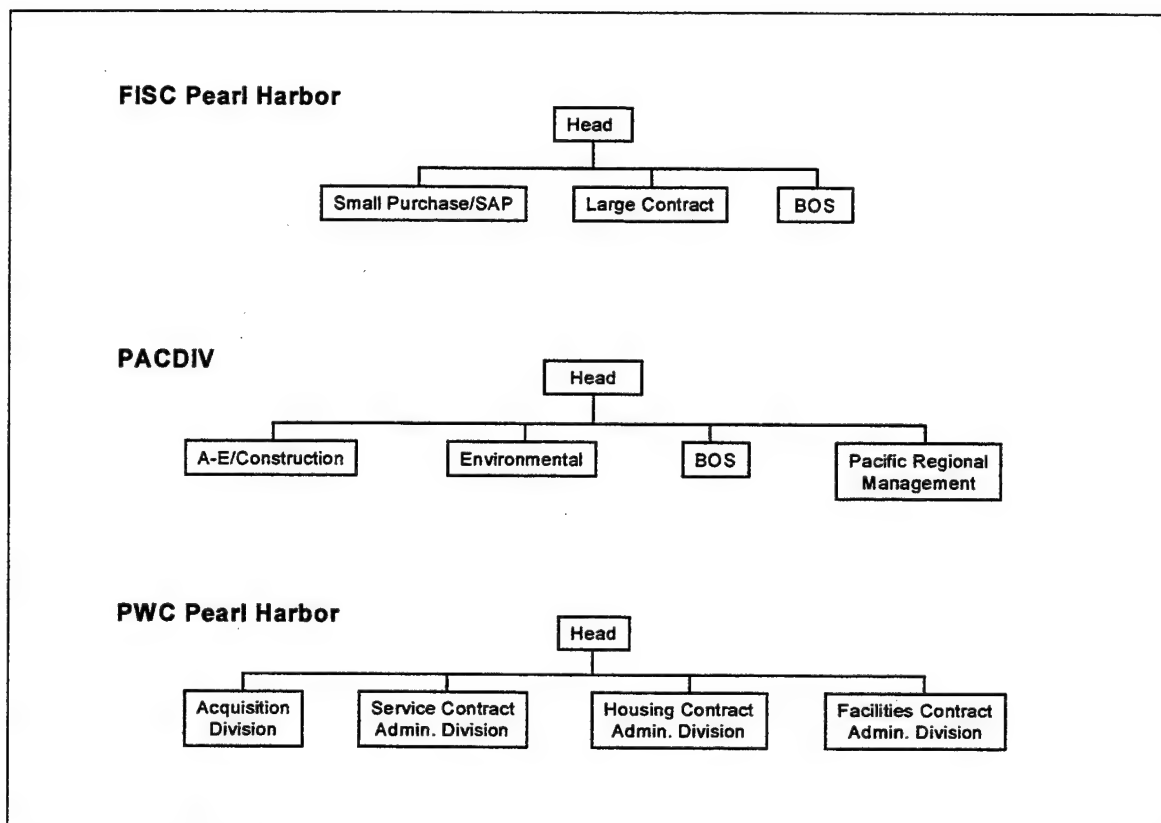 FISC Pearl Harbor
Head
Small Purchase/SAP
Large Contract
BOS
PACDIV
Head
A-E/Construction
Environmental
BOS
Pacific Regional
Management
PWC Pearl Harbor
Head
Acquisition
Division
Service Contract
Admin. Division
Housing Contract
Admin. Division
Facilities Contract
Admin. Division